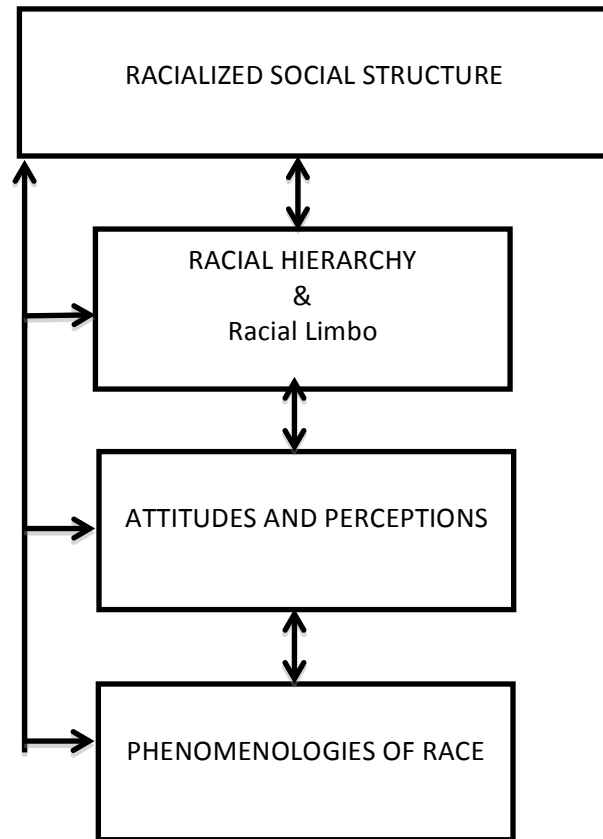 RACIALIZED SOCIAL STRUCTURE
RACIAL HIERARCHY
&
Racial Limbo
ATTITUDES AND PERCEPTIONS
PHENOMENOLOGIES OF RACE